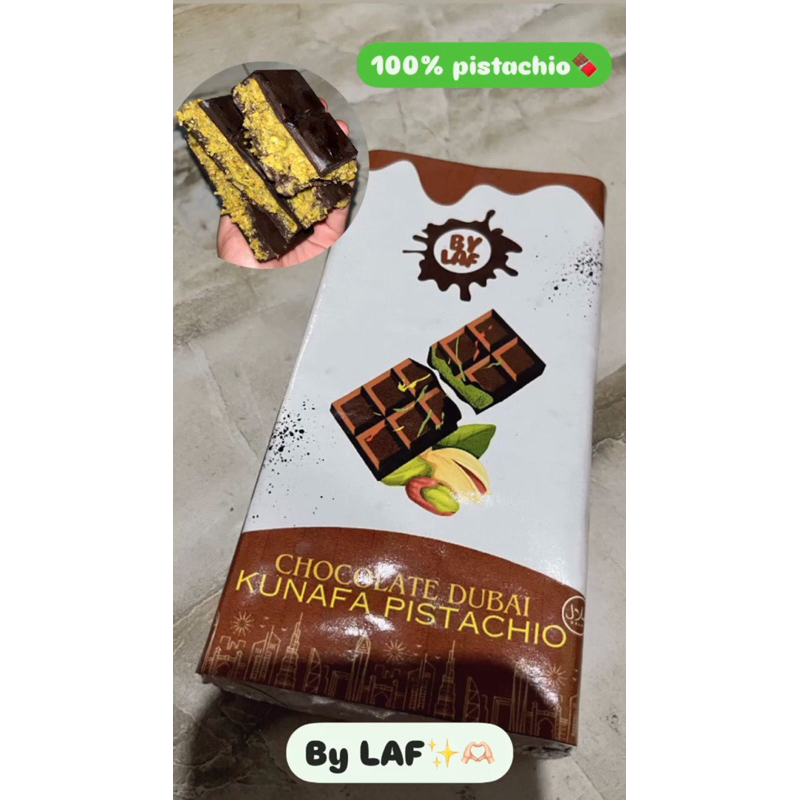 100% pistachio🍫
BY
LAF
CHOCOLATE DUBAI
KUNAFA PISTACHIO
By LAF✨🫶🏻